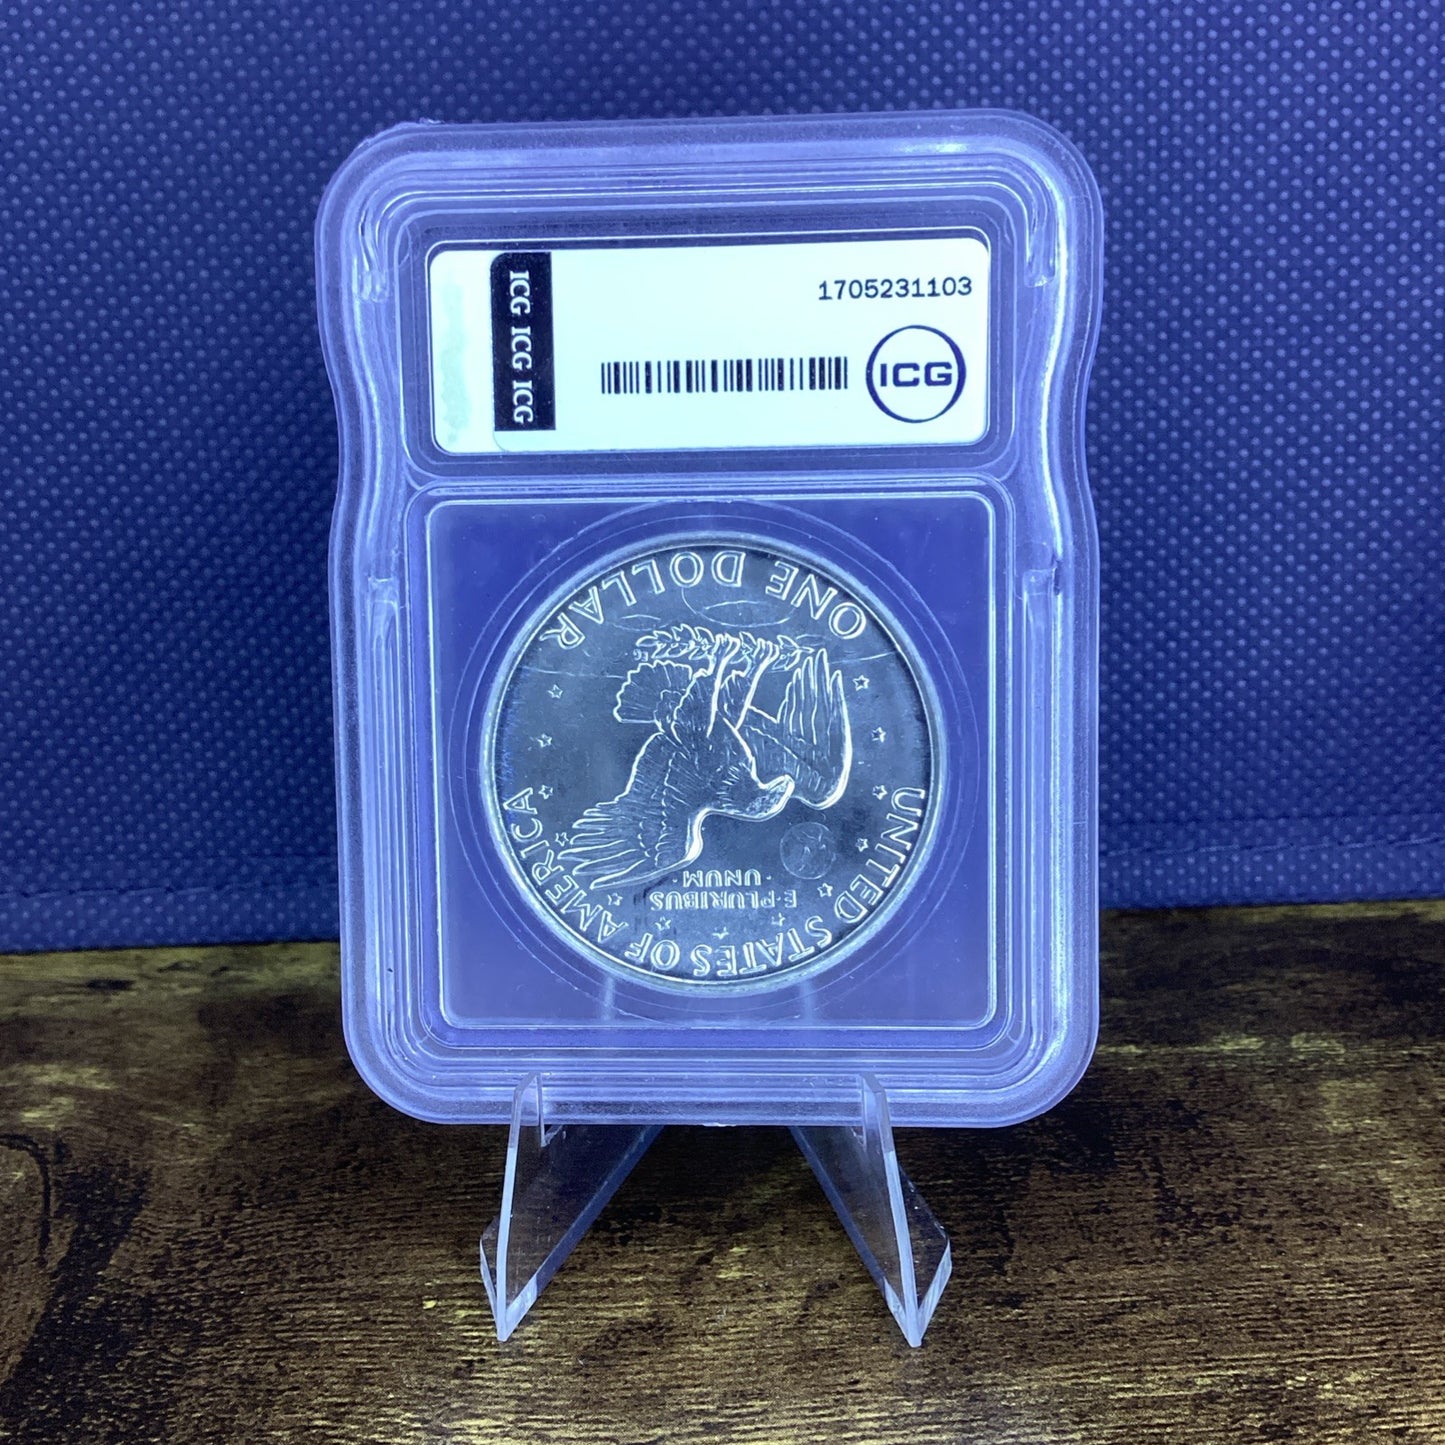 1705231103
ICG ICG ICG
ICG
UNITED STATES OF AMERICA
E·PLURIBUS
·UNUM·
ONE DOLLAR